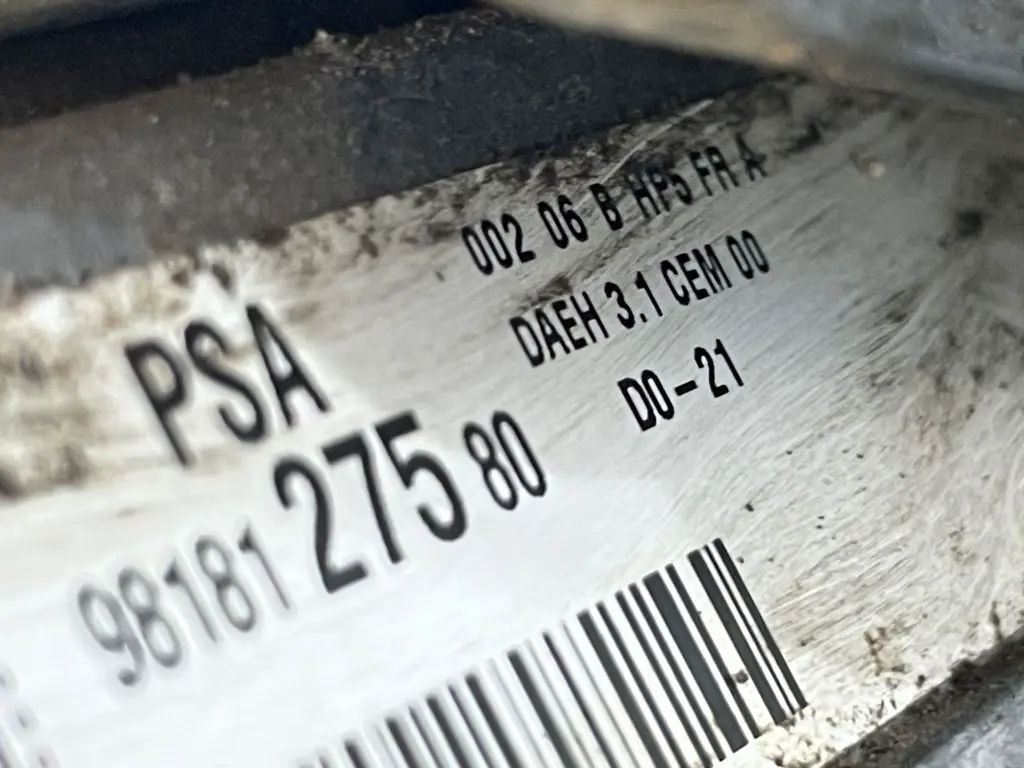 002 06 B HP5 FR A
DAEH 3.1 CEM 00
D0-21
PSA
98181 275 80